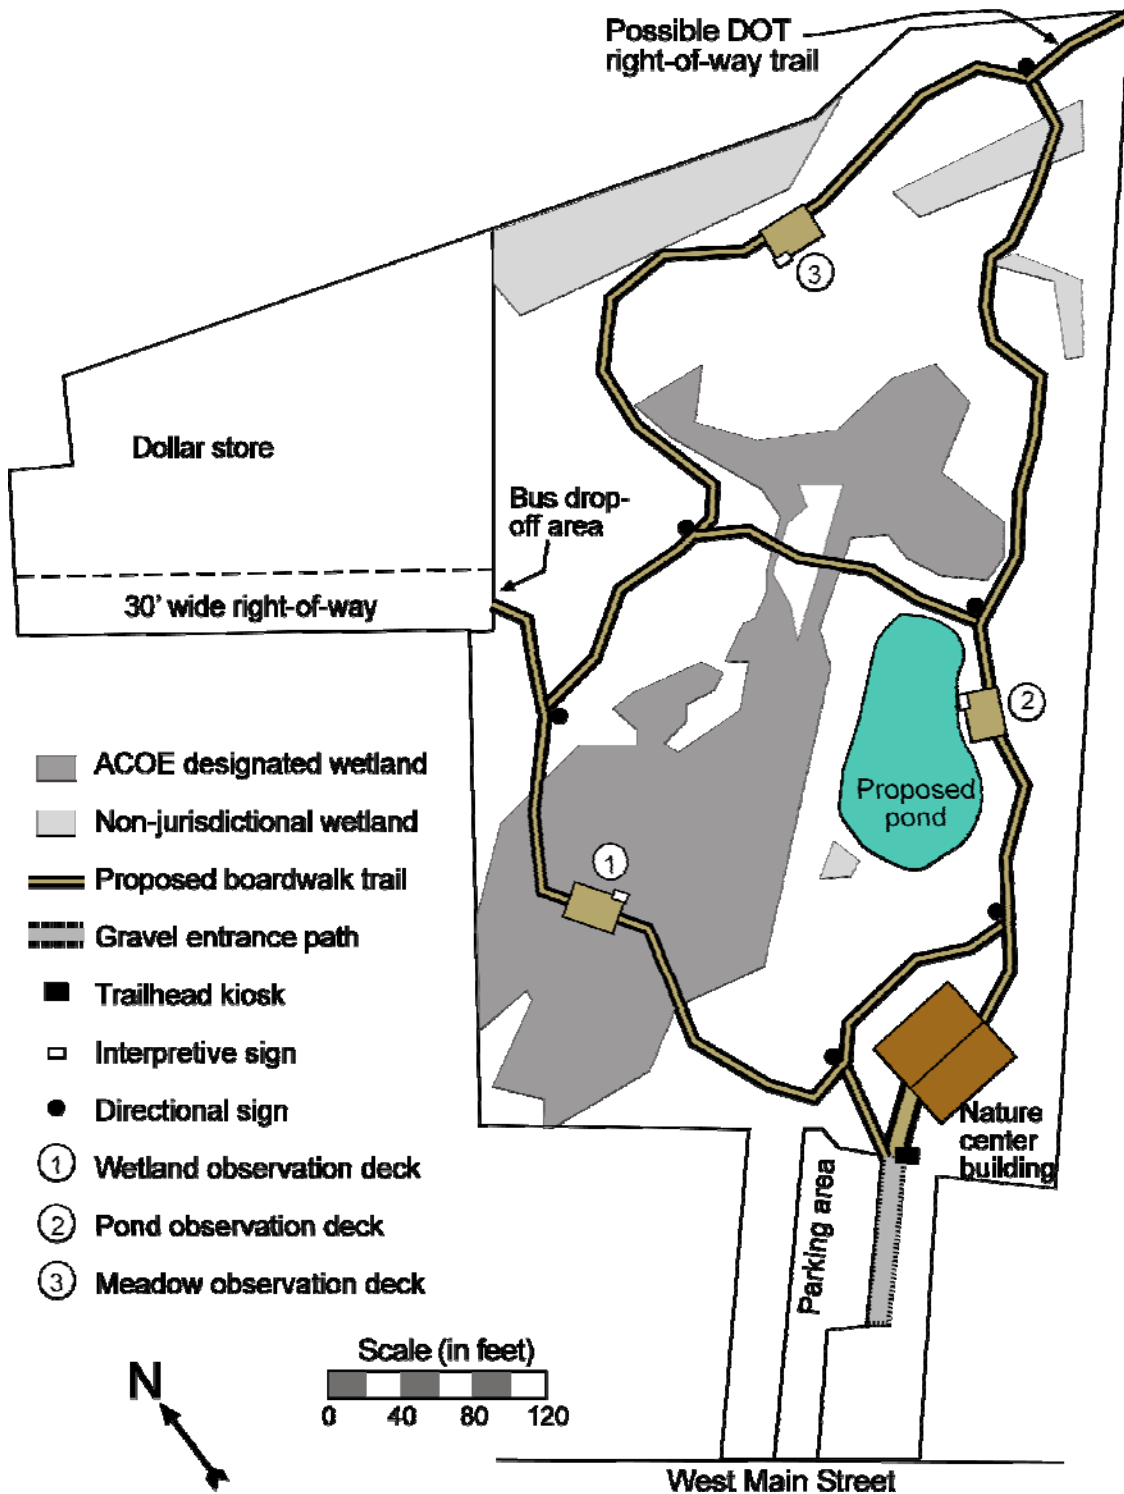 Possible DOT
right-of-way trail
3
Dollar store
Bus drop-
off area
30’ wide right-of-way
2
Proposed
pond
1
ACOE designated wetland
Non-jurisdictional wetland
Proposed boardwalk trail
Gravel entrance path
Trailhead kiosk
Interpretive sign
Directional sign
1 Wetland observation deck
2 Pond observation deck
3 Meadow observation deck
Nature
center
building
Parking area
N
Scale (in feet)
0 40 80 120
West Main Street